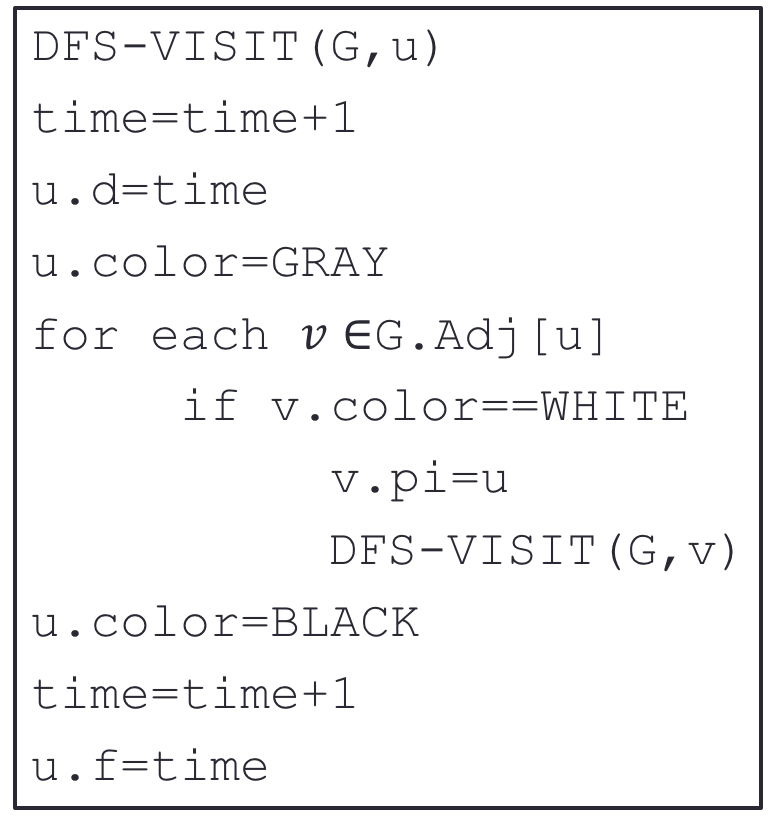 DFS-VISIT(G,u)
time=time+1
u.d=time
u.color=GRAY
for each v ∈G.Adj[u]
if v.color==WHITE
v.pi=u
DFS-VISIT(G,v)
u.color=BLACK
time=time+1
u.f=time